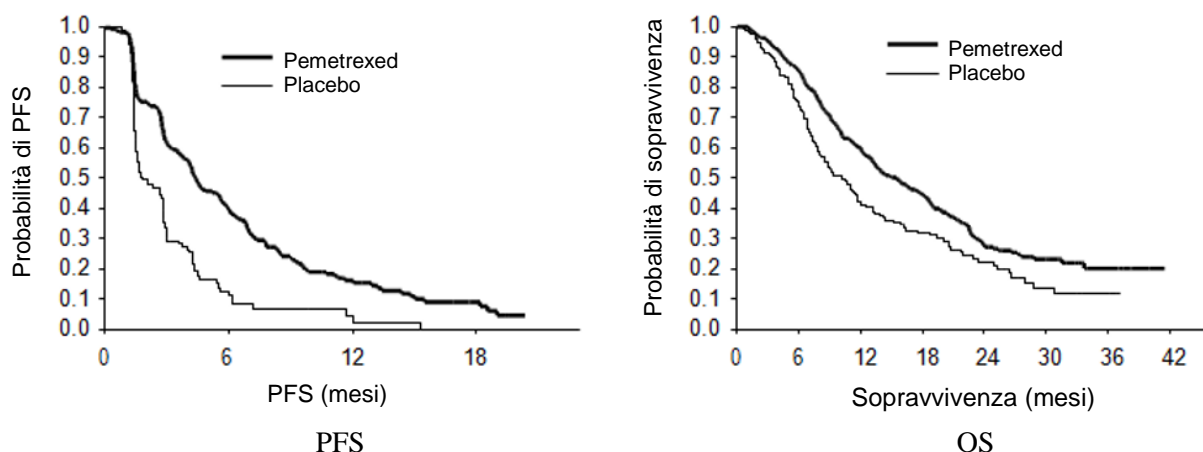 Probabilità di PFS
1.0
0.9
0.8
0.7
0.6
0.5
0.4
0.3
0.2
0.1
0.0
Pemetrexed
Placebo
0 6 12 18
PFS (mesi)
PFS
Probabilità di sopravvivenza
1.0
0.9
0.8
0.7
0.6
0.5
0.4
0.3
0.2
0.1
0.0
Pemetrexed
Placebo
0 6 12 18 24 30 36 42
Sopravvivenza (mesi)
OS